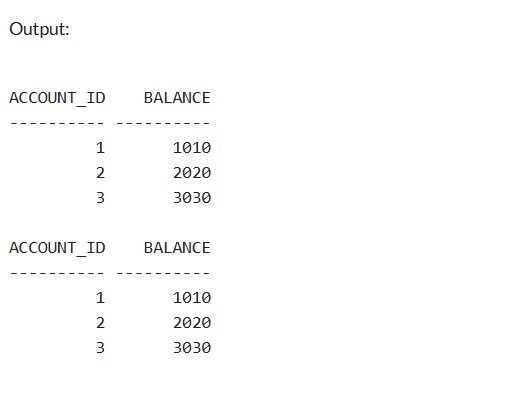 Output:
ACCOUNT_ID    BALANCE
---------- ----------
         1       1010
         2       2020
         3       3030
ACCOUNT_ID    BALANCE
---------- ----------
         1       1010
         2       2020
         3       3030